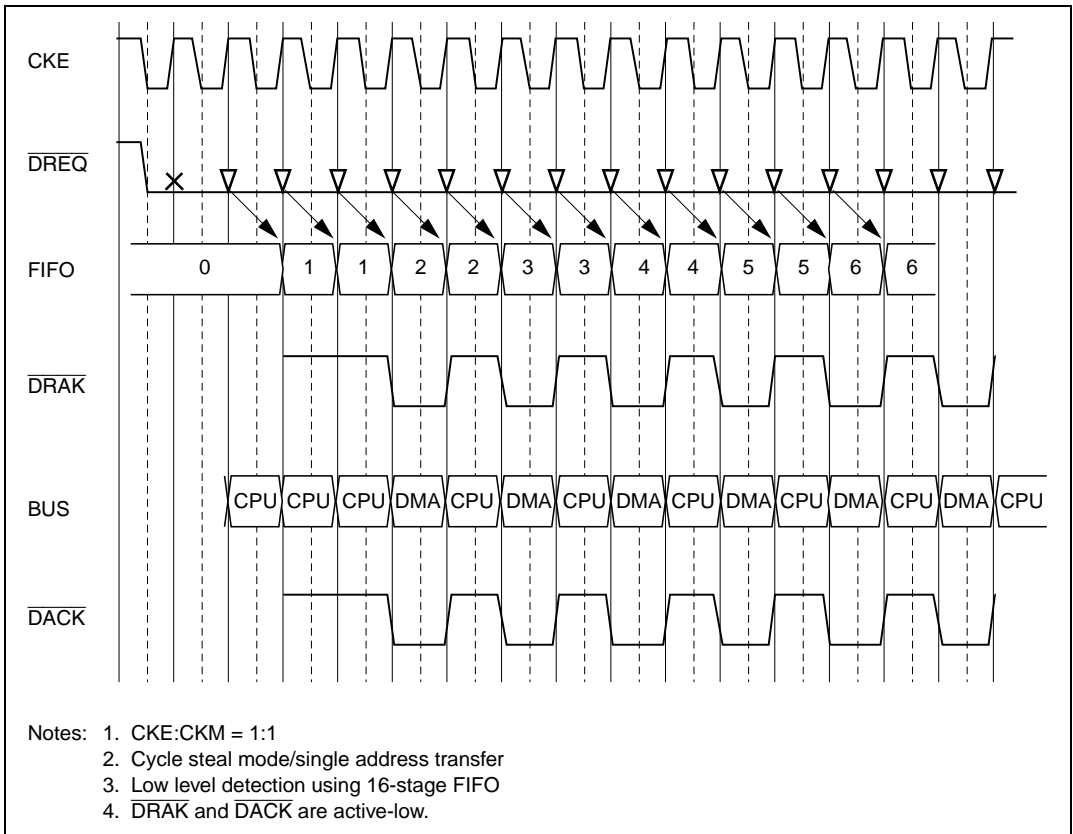 CKE
DREQ
FIFO 0 1 1 2 2 3 3 4 4 5 5 6 6
DRAK
BUS CPU CPU CPU DMA CPU DMA CPU DMA CPU DMA CPU DMA CPU DMA CPU
DACK
Notes: 1. CKE:CKM = 1:1
2. Cycle steal mode/single address transfer
3. Low level detection using 16-stage FIFO
4. DRAK and DACK are active-low.